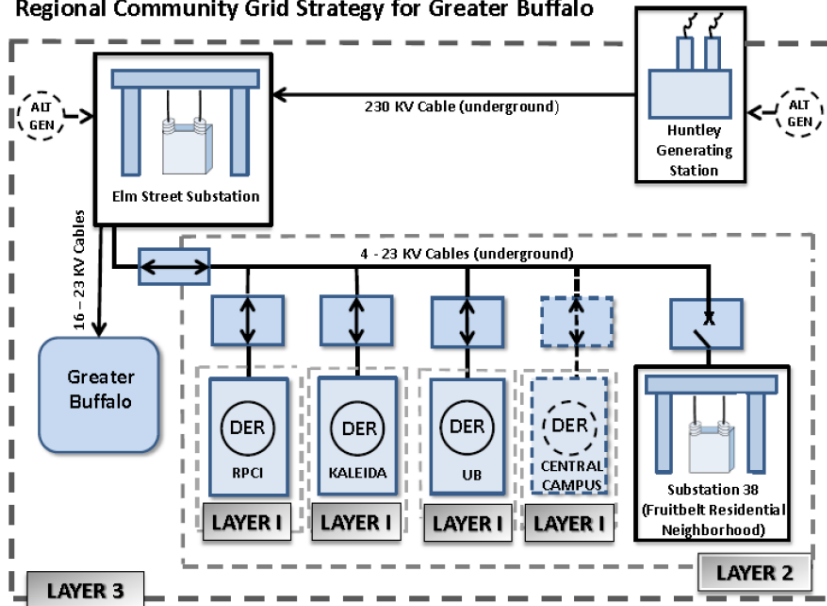 Regional Community Grid Strategy for Greater Buffalo
ALT
GEN
Elm Street Substation
230 KV Cable (underground)
Huntley
Generating
Station
ALT
GEN
16 – 23 KV Cables
4 - 23 KV Cables (underground)
Greater
Buffalo
DER
RPCI
LAYER I
DER
KALEIDA
LAYER I
DER
UB
LAYER I
DER
CENTRAL
CAMPUS
LAYER I
X
Substation 38
(Fruitbelt Residential
Neighborhood)
LAYER 2
LAYER 3